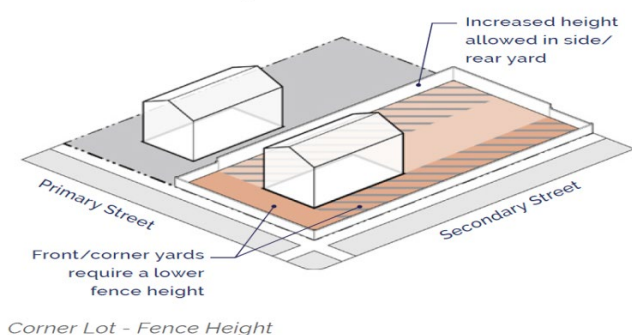 Increased height
allowed in side/
rear yard
Primary Street
Secondary Street
Front/corner yards
require a lower
fence height
Corner Lot - Fence Height